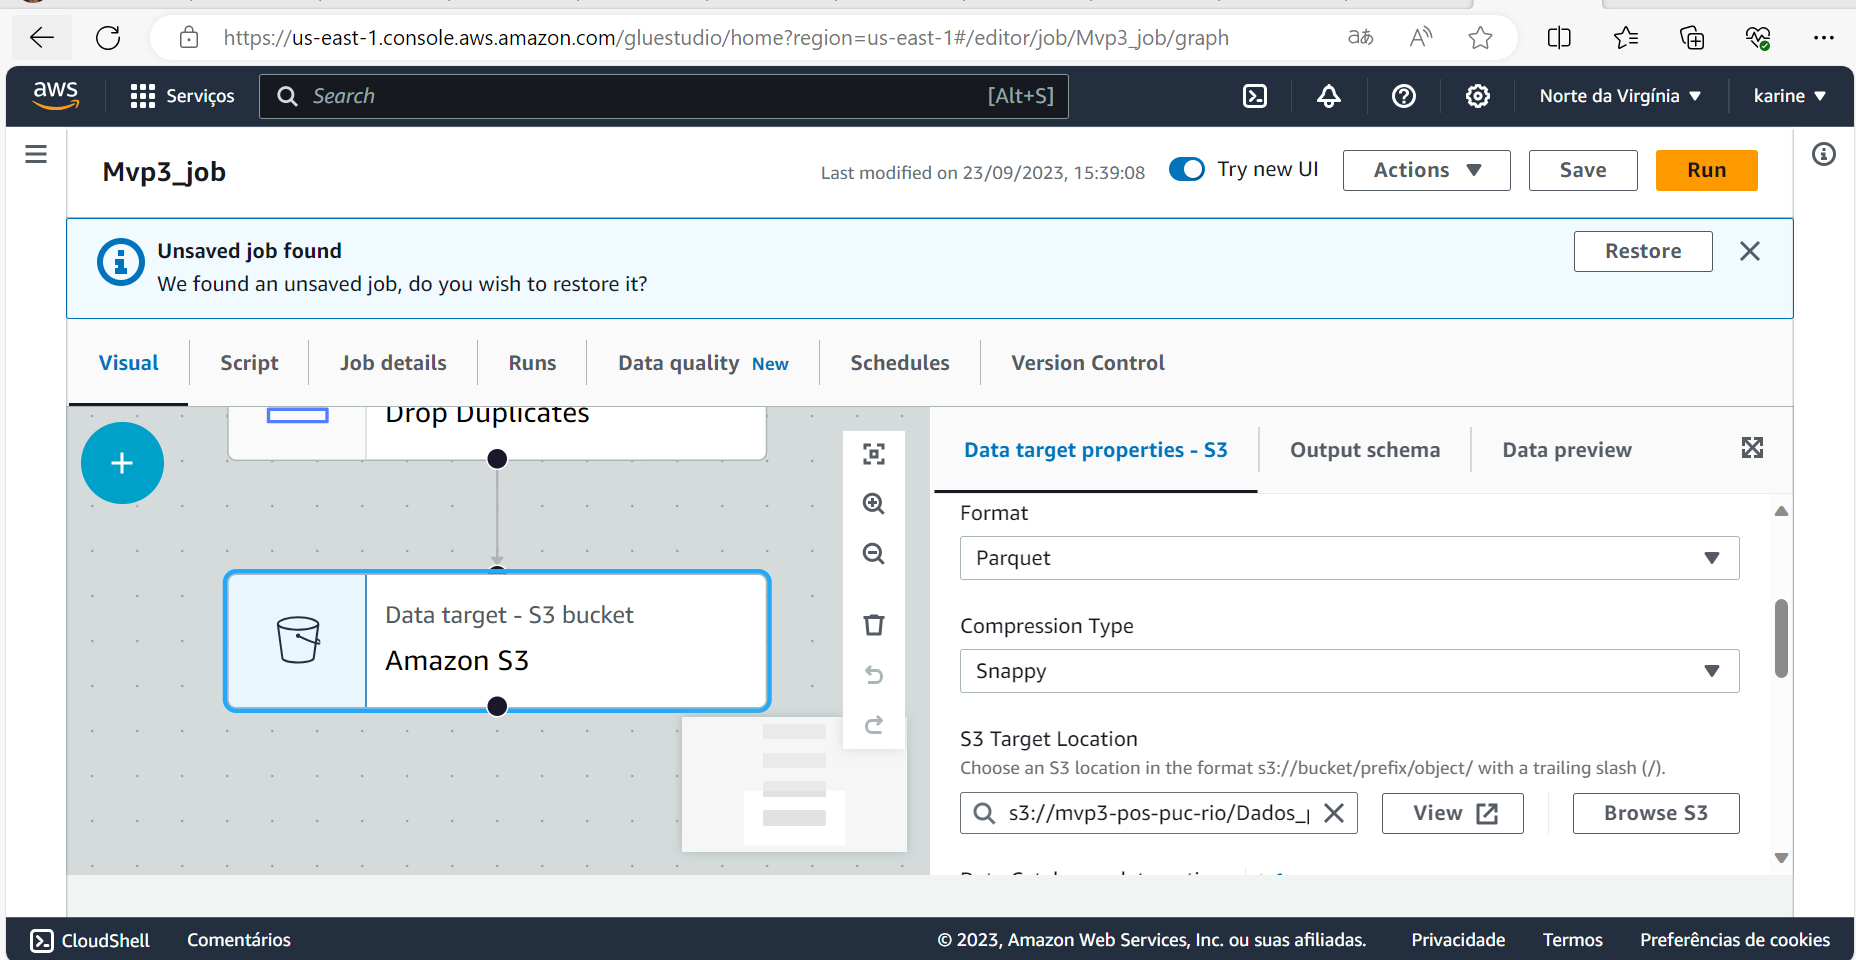 https://us-east-1.console.aws.amazon.com/gluestudio/home?region=us-east-1#/editor/job/Mvp3_job/graph
aあ
A
aws
Serviços
Search
[Alt+S]
Norte da Virgínia
karine
Mvp3_job
Last modified on 23/09/2023, 15:39:08
Try new UI
Actions
Save
Run
Unsaved job found
We found an unsaved job, do you wish to restore it?
Restore
Visual
Script
Job details
Runs
Data quality New
Schedules
Version Control
Drop Duplicates
Data target - S3 bucket
Amazon S3
Data target properties - S3
Output schema
Data preview
Format
Parquet
Compression Type
Snappy
S3 Target Location
Choose an S3 location in the format s3://bucket/prefix/object/ with a trailing slash (/).
s3://mvp3-pos-puc-rio/Dados_
View
Browse S3
CloudShell
Comentários
© 2023, Amazon Web Services, Inc. ou suas afiliadas.
Privacidade
Termos
Preferências de cookies